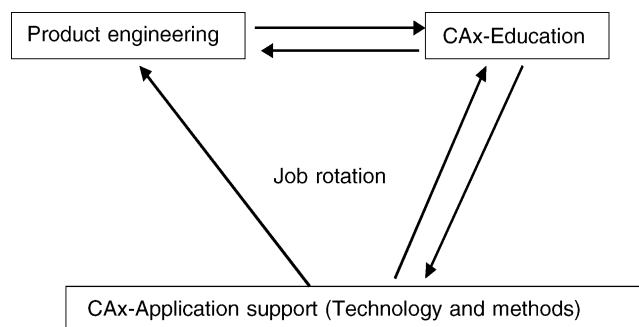 Product engineering
CAx-Education
Job rotation
CAx-Application support (Technology and methods)